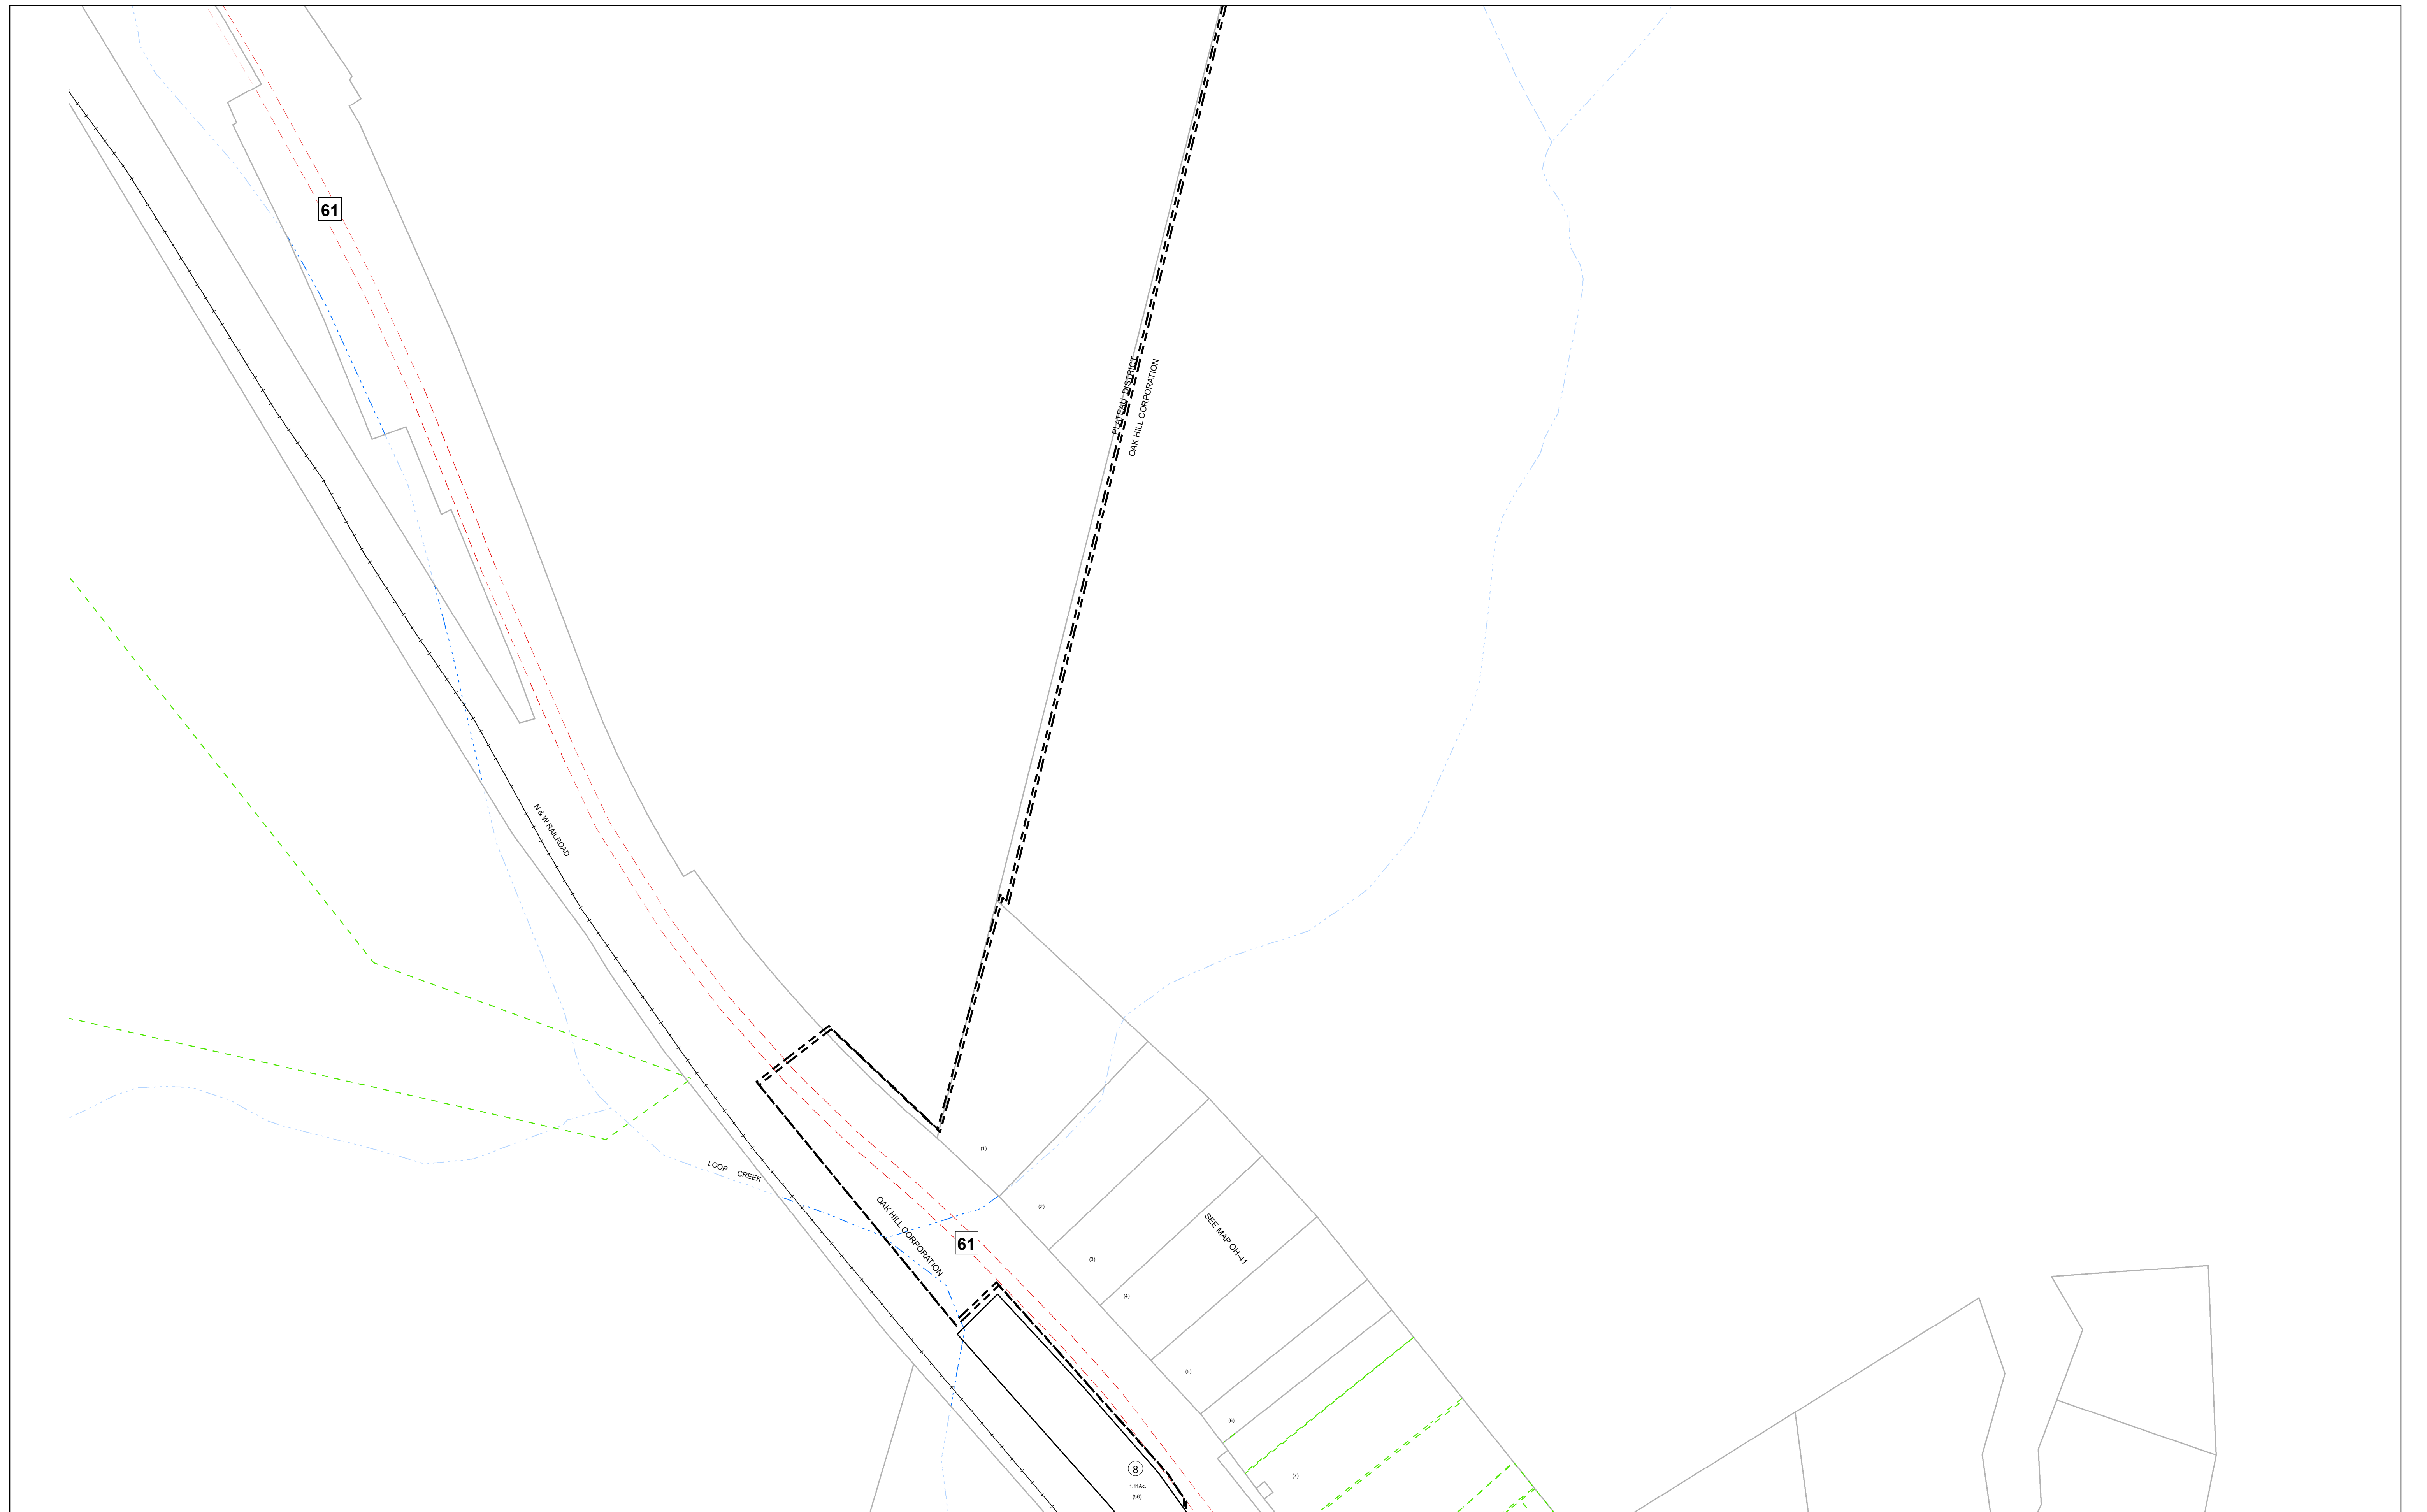 61
PLATEAU DISTRICT
OAK HILL CORPORATION
N & W RAILROAD
(1)
LOOP CREEK
OAK HILL CORPORATION
(2)
SEE MAP OH-41
61
(3)
(4)
(5)
(6)
8
(7)
1.11Ac.
(56)